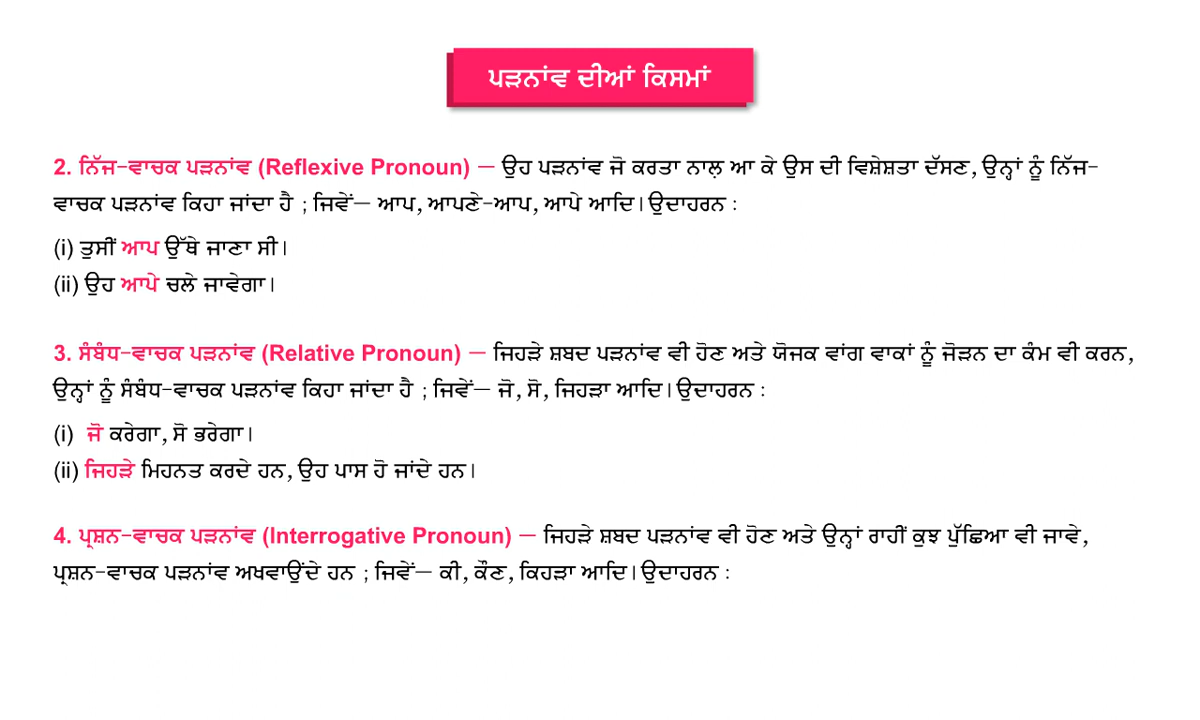 ਪੜਨਾਂਵ ਦੀਆਂ ਕਿਸਮਾਂ
2. ਨਿੱਜ-ਵਾਚਕ ਪੜਨਾਂਵ (Reflexive Pronoun) — ਉਹ ਪੜਨਾਂਵ ਜੋ ਕਰਤਾ ਨਾਲ਼ ਆ ਕੇ ਉਸ ਦੀ ਵਿਸ਼ੇਸ਼ਤਾ ਦੱਸਣ, ਉਨ੍ਹਾਂ ਨੂੰ ਨਿੱਜ-
ਵਾਚਕ ਪੜਨਾਂਵ ਕਿਹਾ ਜਾਂਦਾ ਹੈ ; ਜਿਵੇਂ— ਆਪ, ਆਪਣੇ-ਆਪ, ਆਪੇ ਆਦਿ। ਉਦਾਹਰਨ :
(i) ਤੁਸੀਂ ਆਪ ਉੱਥੇ ਜਾਣਾ ਸੀ।
(ii) ਉਹ ਆਪੇ ਚਲੇ ਜਾਵੇਗਾ।
3. ਸੰਬੰਧ-ਵਾਚਕ ਪੜਨਾਂਵ (Relative Pronoun) — ਜਿਹੜੇ ਸ਼ਬਦ ਪੜਨਾਂਵ ਵੀ ਹੋਣ ਅਤੇ ਯੋਜਕ ਵਾਂਗ ਵਾਕਾਂ ਨੂੰ ਜੋੜਨ ਦਾ ਕੰਮ ਵੀ ਕਰਨ,
ਉਨ੍ਹਾਂ ਨੂੰ ਸੰਬੰਧ-ਵਾਚਕ ਪੜਨਾਂਵ ਕਿਹਾ ਜਾਂਦਾ ਹੈ ; ਜਿਵੇਂ— ਜੋ, ਸੋ, ਜਿਹੜਾ ਆਦਿ। ਉਦਾਹਰਨ :
(i) ਜੋ ਕਰੇਗਾ, ਸੋ ਭਰੇਗਾ।
(ii) ਜਿਹੜੇ ਮਿਹਨਤ ਕਰਦੇ ਹਨ, ਉਹ ਪਾਸ ਹੋ ਜਾਂਦੇ ਹਨ।
4. ਪ੍ਰਸ਼ਨ-ਵਾਚਕ ਪੜਨਾਂਵ (Interrogative Pronoun) — ਜਿਹੜੇ ਸ਼ਬਦ ਪੜਨਾਂਵ ਵੀ ਹੋਣ ਅਤੇ ਉਨ੍ਹਾਂ ਰਾਹੀਂ ਕੁਝ ਪੁੱਛਿਆ ਵੀ ਜਾਵੇ,
ਪ੍ਰਸ਼ਨ-ਵਾਚਕ ਪੜਨਾਂਵ ਅਖਵਾਉਂਦੇ ਹਨ ; ਜਿਵੇਂ— ਕੀ, ਕੌਣ, ਕਿਹੜਾ ਆਦਿ। ਉਦਾਹਰਨ :